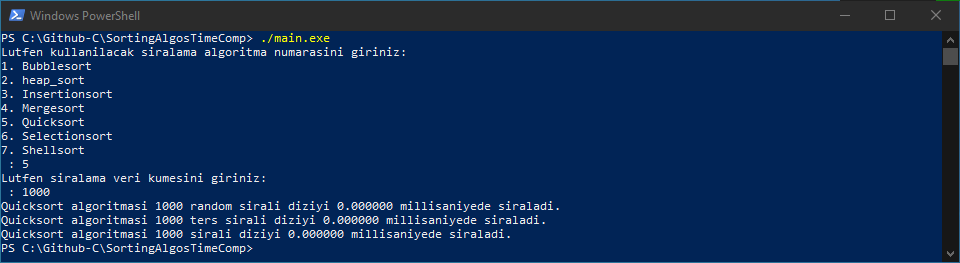 Windows PowerShell
PS C:\Github-C\SortingAlgosTimeComp> ./main.exe
Lutfen kullanilacak siralama algoritma numarasini giriniz:
1. Bubblesort
2. heap_sort
3. Insertionsort
4. Mergesort
5. Quicksort
6. Selectionsort
7. Shellsort
 : 5
Lutfen siralama veri kumesini giriniz:
 : 1000
Quicksort algoritmasi 1000 random sirali diziyi 0.000000 millisaniyede siraladi.
Quicksort algoritmasi 1000 ters sirali diziyi 0.000000 millisaniyede siraladi.
Quicksort algoritmasi 1000 sirali diziyi 0.000000 millisaniyede siraladi.
PS C:\Github-C\SortingAlgosTimeComp>